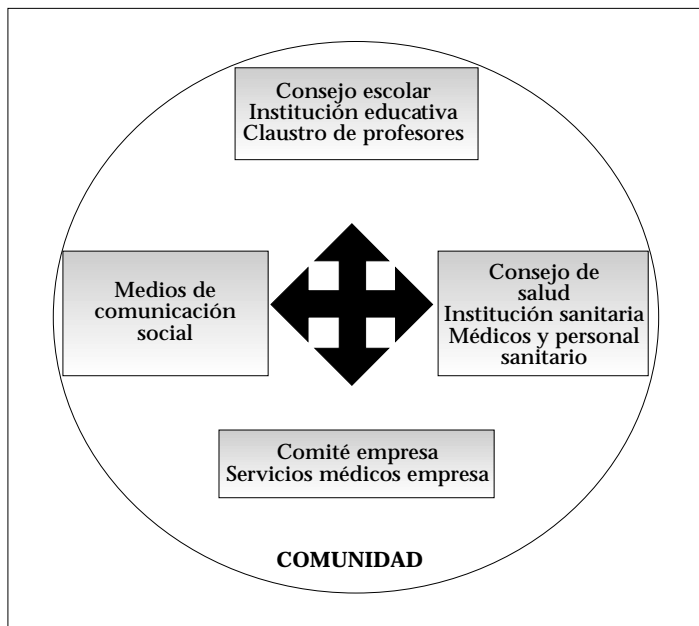 Consejo escolar
Institución educativa
Claustro de profesores
Medios de
comunicación
social
Consejo de
salud
Institución sanitaria
Médicos y personal
sanitario
Comité empresa
Servicios médicos empresa
COMUNIDAD